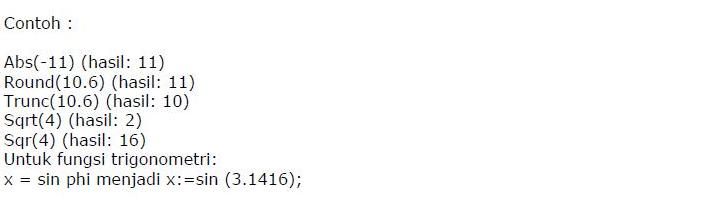 Contoh :
Abs(-11) (hasil: 11)
Round(10.6) (hasil: 11)
Trunc(10.6) (hasil: 10)
Sqrt(4) (hasil: 2)
Sqr(4) (hasil: 16)
Untuk fungsi trigonometri:
x = sin phi menjadi x:=sin (3.1416);